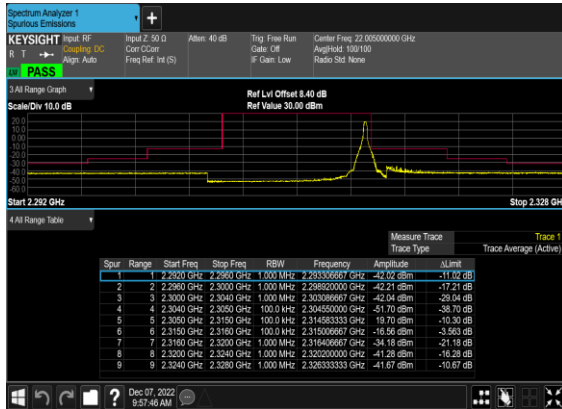 Spectrum Analyzer 1
Spurious Emissions
KEYSIGHT Input: RF
R T
Coupling: DC
Align: Auto
Input Z: 50 Ω
Corr CCorr
Freq Ref: Int (S)
Atten: 40 dB
Trig: Free Run
Gate: Off
IF Gain: Low
Center Freq: 22.005000000 GHz
Avg|Hold: 100/100
Radio Std: None
PASS
3 All Range Graph
Scale/Div 10.0 dB
Ref Lvl Offset 8.40 dB
Ref Value 30.00 dBm
20.0
10.0
0.00
-10.0
-20.0
-30.0
-40.0
-50.0
-60.0
Start 2.292 GHz
Stop 2.328 GH
4 All Range Table
Measure Trace Trace 1
Trace Type Trace Average (Active)
Spur Range Start Freq Stop Freq RBW Frequency Amplitude ΔLimit
1 1 2.2920 GHz 2.2960 GHz 1.000 MHz 2.293306667 GHz -42.02 dBm -11.02 dB
2 2 2.2960 GHz 2.3000 GHz 1.000 MHz 2.298920000 GHz -42.21 dBm -17.21 dB
3 3 2.3000 GHz 2.3040 GHz 1.000 MHz 2.303086667 GHz -42.04 dBm -29.04 dB
4 4 2.3040 GHz 2.3050 GHz 100.0 kHz 2.304550000 GHz -51.70 dBm -38.70 dB
5 5 2.3050 GHz 2.3150 GHz 100.0 kHz 2.314583333 GHz 19.70 dBm -10.30 dB
6 6 2.3150 GHz 2.3160 GHz 100.0 kHz 2.315006667 GHz -16.56 dBm -3.563 dB
7 7 2.3160 GHz 2.3200 GHz 1.000 MHz 2.316406667 GHz -34.18 dBm -21.18 dB
8 8 2.3200 GHz 2.3240 GHz 1.000 MHz 2.320200000 GHz -41.28 dBm -16.28 dB
9 9 2.3240 GHz 2.3280 GHz 1.000 MHz 2.326333333 GHz -41.67 dBm -10.67 dB
Dec 07, 2022
9:57:46 AM